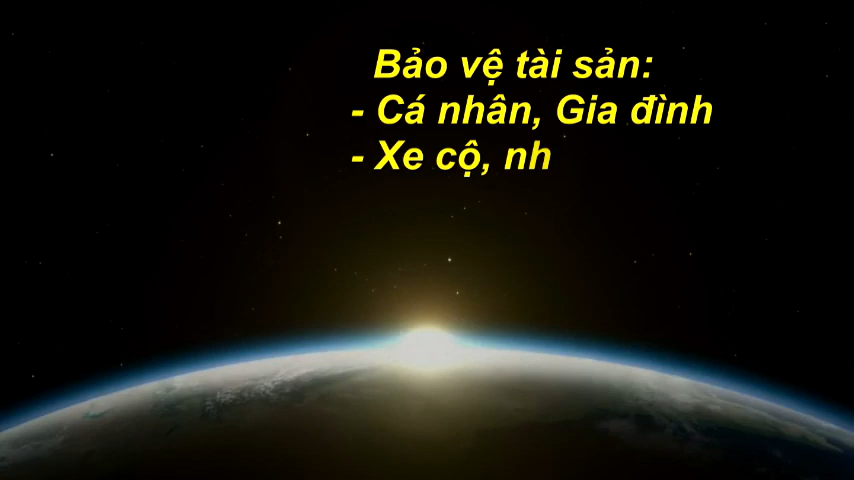 Bảo vệ tài sản:
- Cá nhân, Gia đình
- Xe cộ, nh